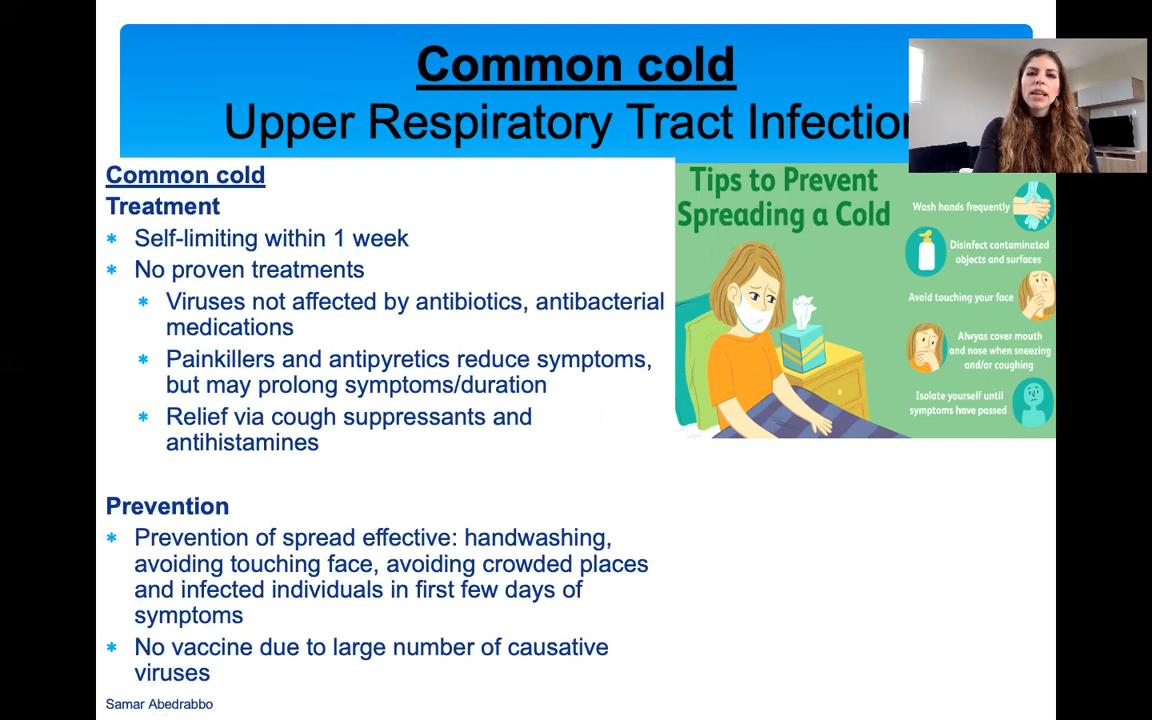 Common cold
Upper Respiratory Tract Infection
Common cold
Treatment
* Self-limiting within 1 week
* No proven treatments
* Viruses not affected by antibiotics, antibacterial
medications
* Painkillers and antipyretics reduce symptoms,
but may prolong symptoms/duration
* Relief via cough suppressants and
antihistamines
Prevention
* Prevention of spread effective: handwashing,
avoiding touching face, avoiding crowded places
and infected individuals in first few days of
symptoms
* No vaccine due to large number of causative
viruses
Samar Abedrabbo
Tips to Prevent
Spreading a Cold
Wash hands frequently
Disinfect contaminated
objects and surfaces
Avoid touching your face
Alwyas cover mouth
and nose when sneezing
and/or coughing
Isolate yourself until
symptoms have passed